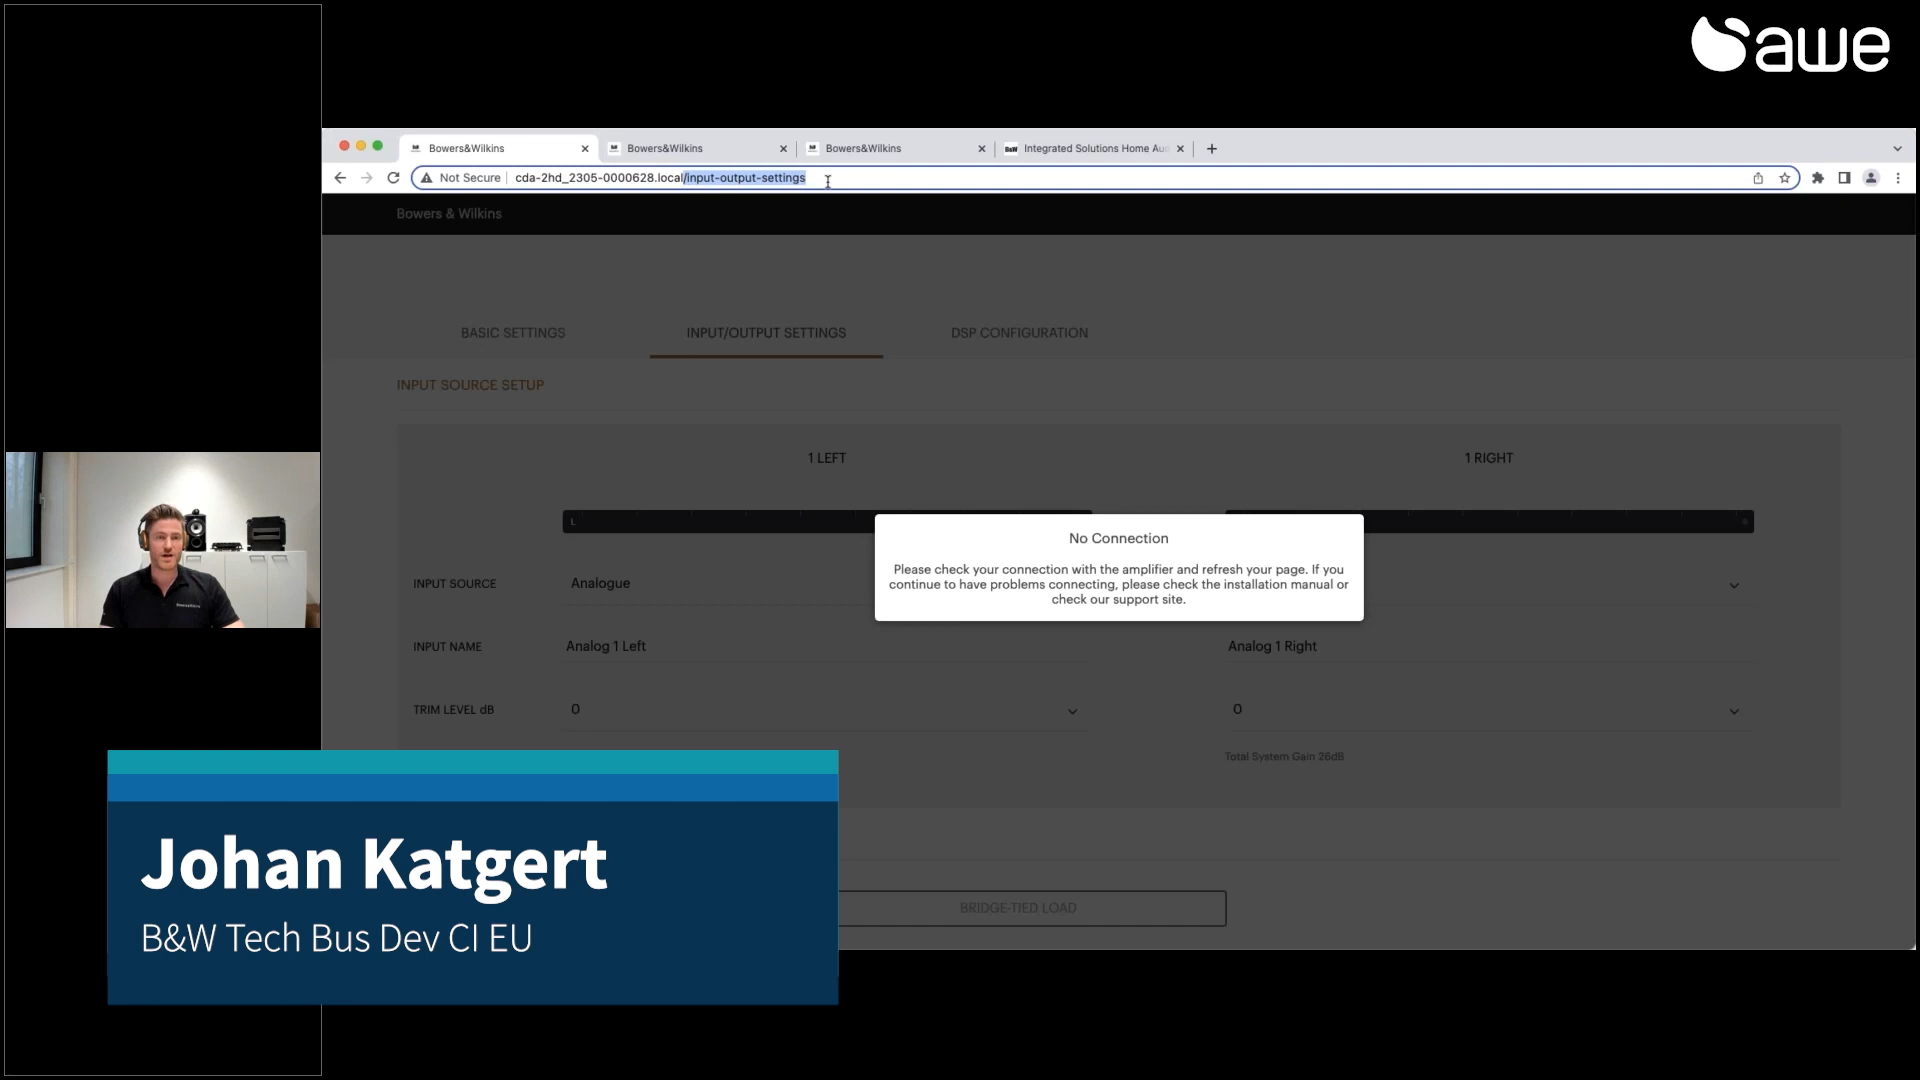 awe
Bowers&Wilkins
Bowers&Wilkins
Bowers&Wilkins
B&W Integrated Solutions Home Au
Not Secure cda-2hd_2305-0000628.local/input-output-settings
Bowers & Wilkins
BASIC SETTINGS
INPUT/OUTPUT SETTINGS
DSP CONFIGURATION
INPUT SOURCE SETUP
1 LEFT
1 RIGHT
L
No Connection
Please check your connection with the amplifier and refresh your page. If you
continue to have problems connecting, please check the installation manual or
check our support site.
INPUT SOURCE
Analogue
INPUT NAME
Analog 1 Left
Analog 1 Right
TRIM LEVEL dB
0
0
Total System Gain 26dB
BRIDGE-TIED LOAD
Johan Katgert
B&W Tech Bus Dev CI EU